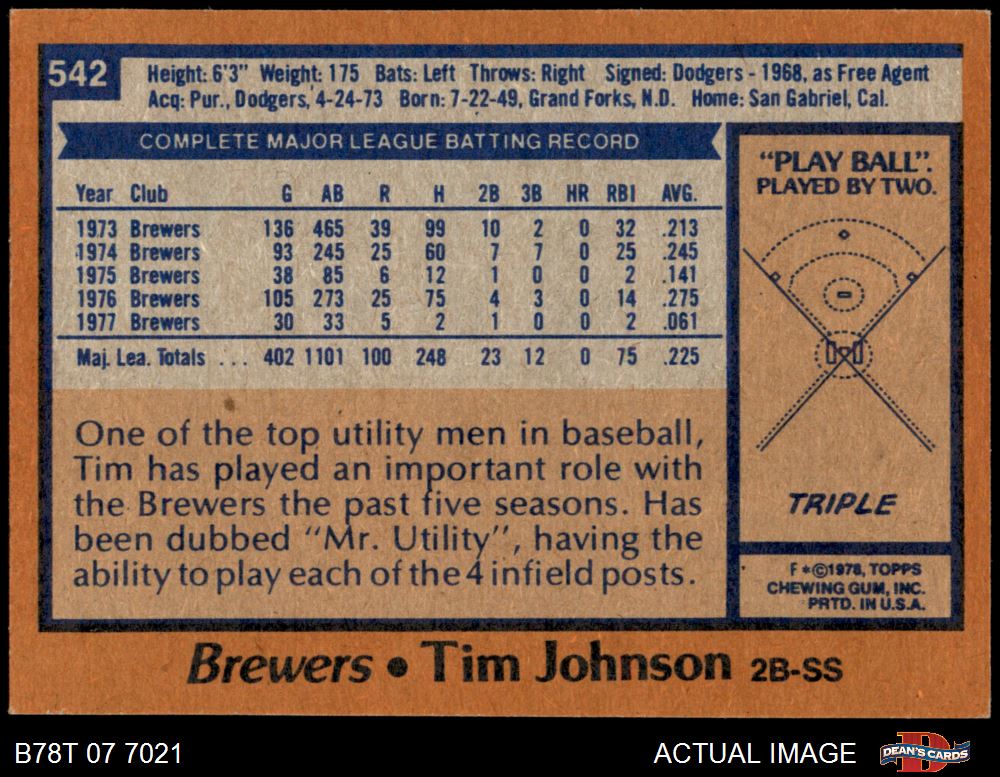 542
Height: 6'3" Weight: 175 Bats: Left Throws: Right Signed: Dodgers - 1968, as Free Agent
Acq: Pur., Dodgers, 4-24-73 Born: 7-22-49, Grand Forks, N.D. Home: San Gabriel, Cal.
COMPLETE MAJOR LEAGUE BATTING RECORD
Year Club G AB R H 2B 3B HR RBI AVG.
1973 Brewers 136 465 39 99 10 2 0 32 .213
1974 Brewers 93 245 25 60 7 7 0 25 .245
1975 Brewers 38 85 6 12 1 0 0 2 .141
1976 Brewers 105 273 25 75 4 3 0 14 .275
1977 Brewers 30 33 5 2 1 0 0 2 .061
Maj. Lea. Totals ... 402 1101 100 248 23 12 0 75 .225
One of the top utility men in baseball,
Tim has played an important role with
the Brewers the past five seasons. Has
been dubbed "Mr. Utility", having the
ability to play each of the 4 infield posts.
"PLAY BALL".
PLAYED BY TWO.
TRIPLE
F *©1978, TOPPS
CHEWING GUM, INC.
PRTD. IN U.S.A.
Brewers • Tim Johnson 2B-SS
B78T 07 7021
ACTUAL IMAGE
DEAN'S CARDS